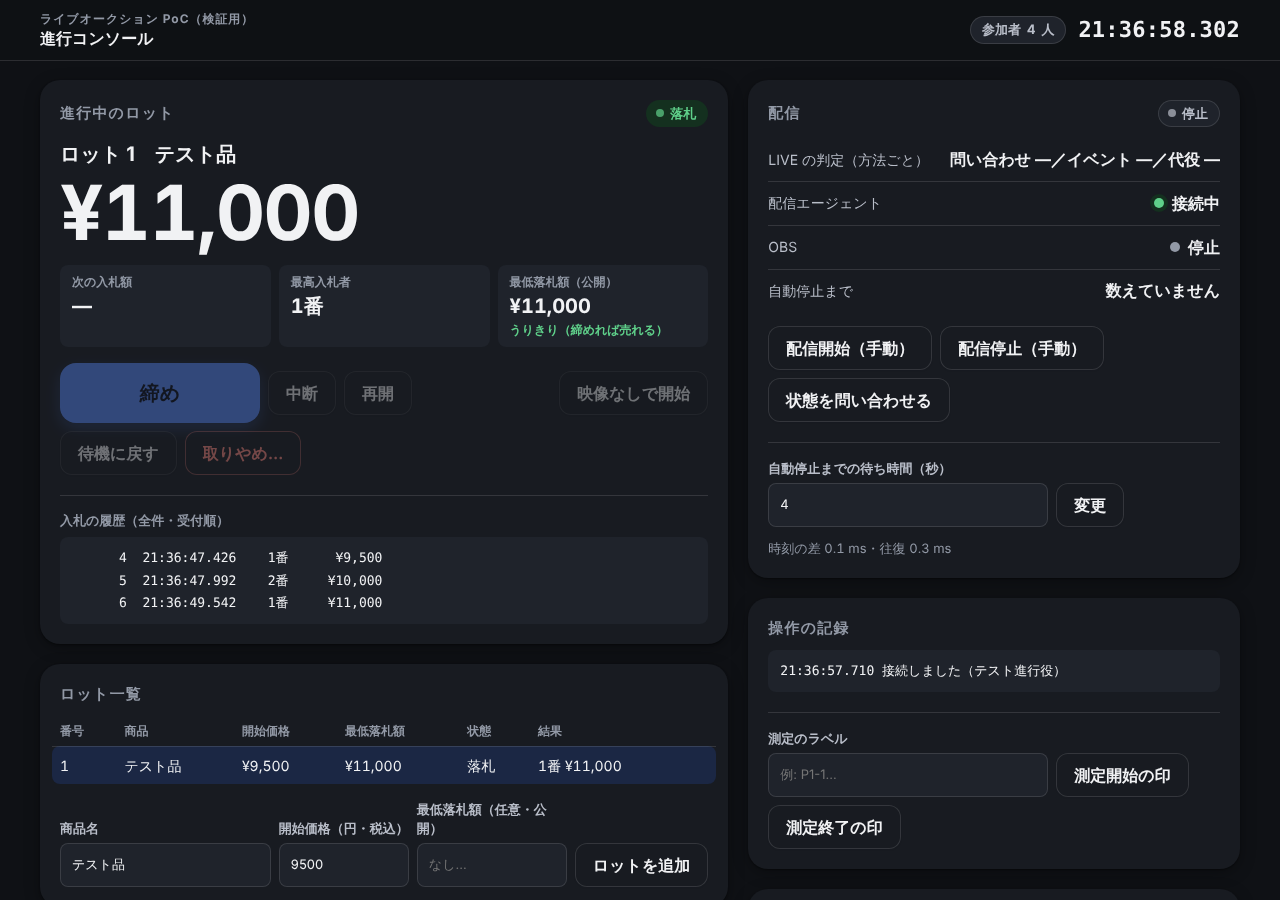 ライブオークション PoC（検証用）
進行コンソール
参加者 4 人
21:36:58.302
進行中のロット
落札
ロット 1　テスト品
¥11,000
次の入札額
—
最高入札者
1番
最低落札額（公開）
¥11,000
うりきり（締めれば売れる）
締め
中断
再開
映像なしで開始
待機に戻す
取りやめ…
入札の履歴（全件・受付順）
4 21:36:47.426 1番 ¥9,500
5 21:36:47.992 2番 ¥10,000
6 21:36:49.542 1番 ¥11,000
ロット一覧
番号 商品 開始価格 最低落札額 状態 結果
1 テスト品 ¥9,500 ¥11,000 落札 1番 ¥11,000
商品名
開始価格（円・税込）
最低落札額（任意・公
開）
テスト品
9500
なし…
ロットを追加
配信
停止
LIVE の判定（方法ごと） 問い合わせ —／イベント —／代役 —
配信エージェント 接続中
OBS 停止
自動停止まで 数えていません
配信開始（手動）
配信停止（手動）
状態を問い合わせる
自動停止までの待ち時間（秒）
4
変更
時刻の差 0.1 ms・往復 0.3 ms
操作の記録
21:36:57.710 接続しました（テスト進行役）
測定のラベル
例: P1-1…
測定開始の印
測定終了の印